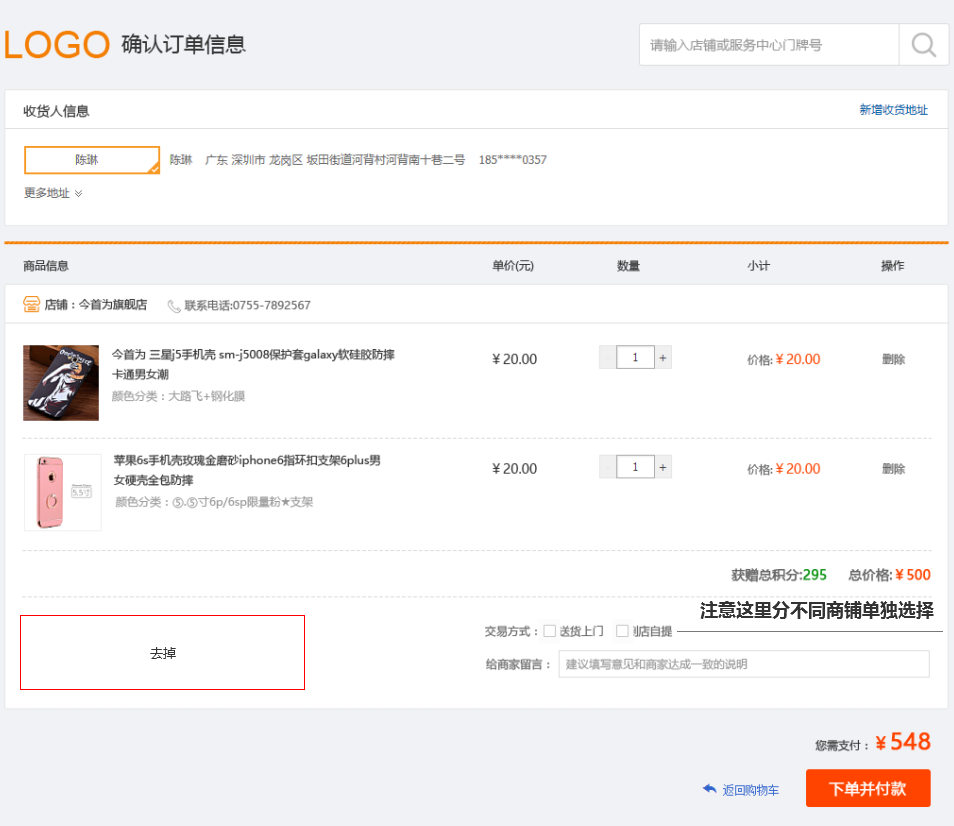 LOGO 确认订单信息
请输入店铺或服务中心门牌号
收货人信息
新增收货地址
陈琳
陈琳 广东 深圳市 龙岗区 坂田街道河背村河背南十巷二号 185****0357
更多地址
商品信息 单价(元) 数量 小计 操作
店铺：今首为旗舰店 联系电话:0755-7892567
今首为 三星j5手机壳 sm-j5008保护套galaxy软硅胶防摔
卡通男女潮
颜色分类：大路飞+钢化膜
￥20.00 1 + 价格:￥20.00 删除
苹果6s手机壳玫瑰金磨砂iphone6指环扣支架6plus男
女硬壳全包防摔
颜色分类：⑤.⑤寸6p/6sp限量粉★支架
￥20.00 1 + 价格:￥20.00 删除
5.5寸
获赠总积分:295 总价格:￥500
注意这里分不同商铺单独选择
交易方式： 送货上门 到店自提
去掉
给商家留言： 建议填写意见和商家达成一致的说明
您需支付：￥548
返回购物车
下单并付款